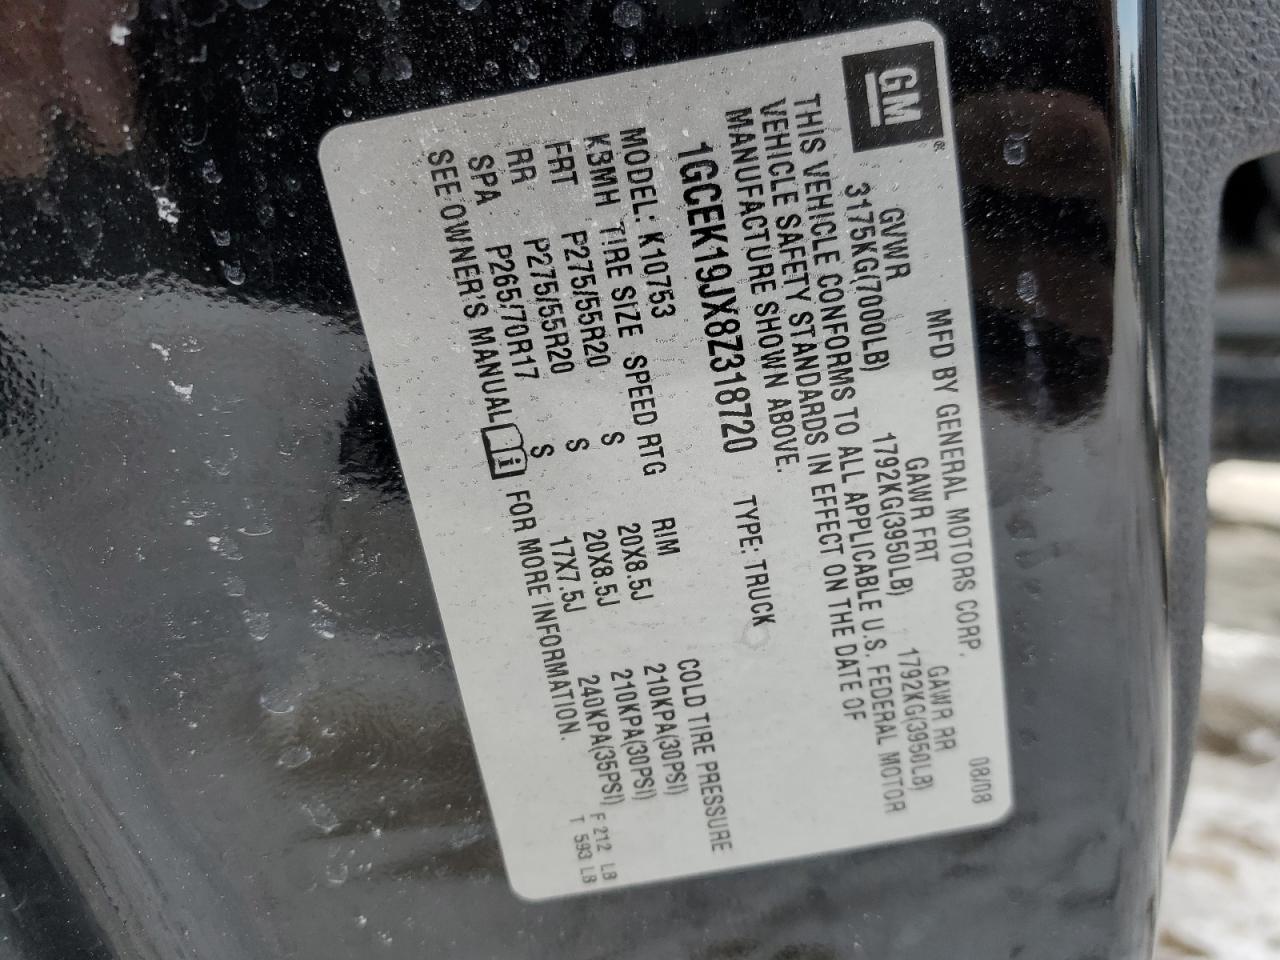 GM ®
MFD BY GENERAL MOTORS CORP. 08/08
GVWR GAWR FRT GAWR RR
3175KG(7000LB) 1792KG(3950LB) 1792KG(3950LB)
THIS VEHICLE CONFORMS TO ALL APPLICABLE U.S. FEDERAL MOTOR
VEHICLE SAFETY STANDARDS IN EFFECT ON THE DATE OF
MANUFACTURE SHOWN ABOVE.
1GCEK19JX8Z318720 TYPE: TRUCK
MODEL: K10753
K3MH TIRE SIZE SPEED RTG RIM COLD TIRE PRESSURE
FRT P275/55R20 S 20X8.5J 210KPA(30PSI)
RR P275/55R20 S 20X8.5J 210KPA(30PSI)
SPA P265/70R17 S 17X7.5J 240KPA(35PSI) F 212 LB
SEE OWNER'S MANUAL i FOR MORE INFORMATION. T 593 LB